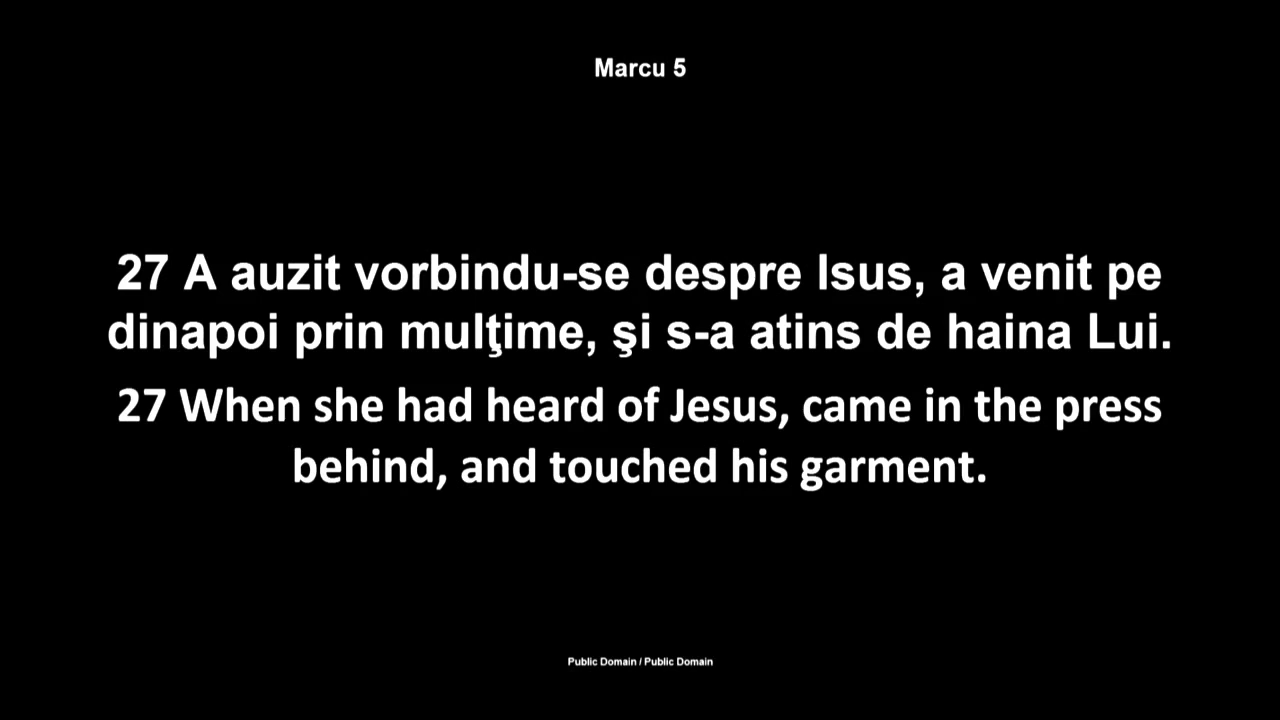 Marcu 5
27 A auzit vorbindu-se despre Isus, a venit pe
dinapoi prin mulţime, şi s-a atins de haina Lui.
27 When she had heard of Jesus, came in the press
behind, and touched his garment.
Public Domain / Public Domain